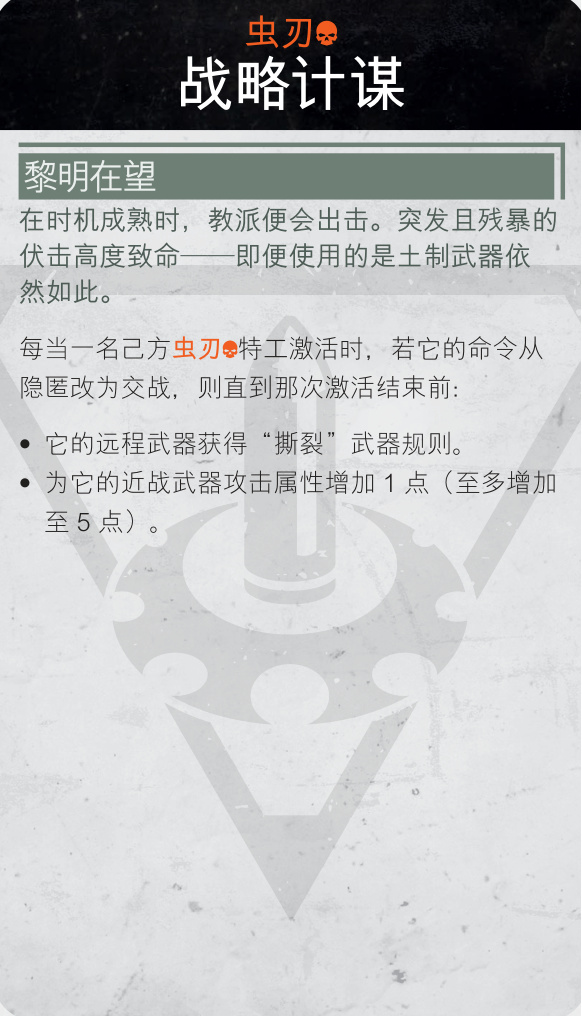 虫刃
战略计谋
黎明在望
在时机成熟时，教派便会出击。突发且残暴的
伏击高度致命——即便使用的是土制武器依
然如此。
每当一名己方虫刃特工激活时，若它的命令从
隐匿改为交战，则直到那次激活结束前：
• 它的远程武器获得“撕裂”武器规则。
• 为它的近战武器攻击属性增加 1 点（至多增加
至 5 点）。